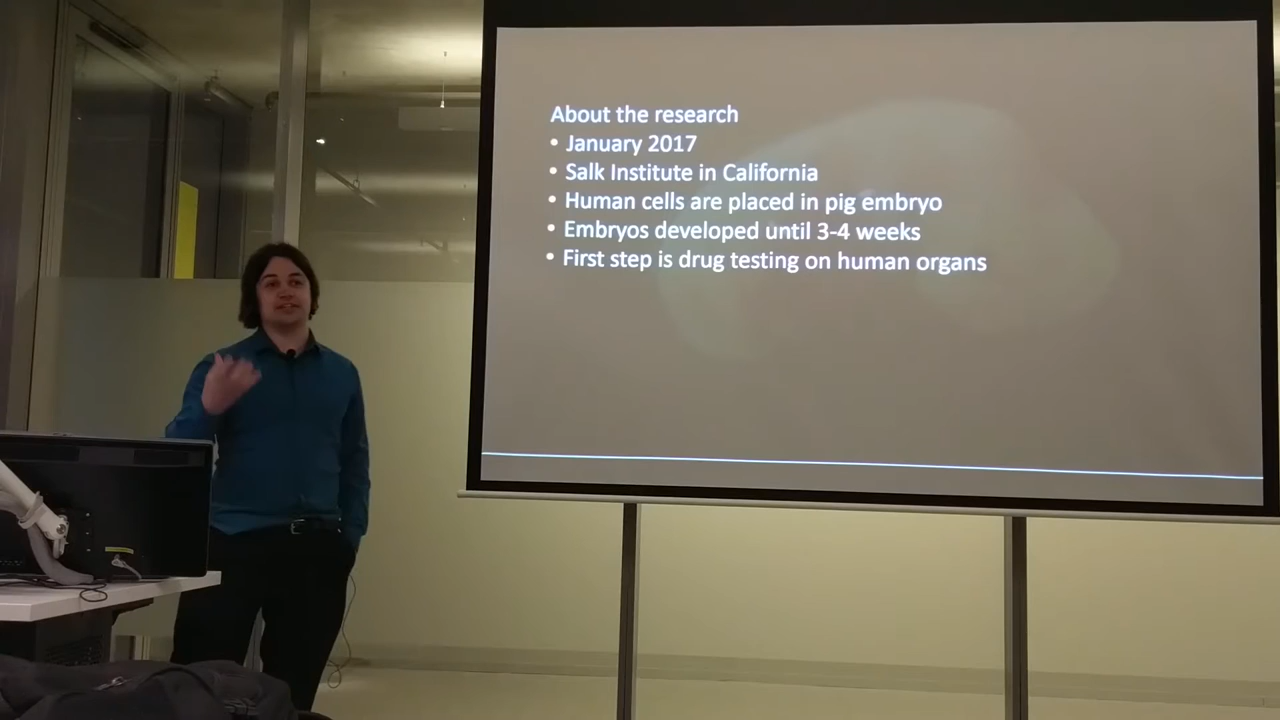 About the research
• January 2017
• Salk Institute in California
• Human cells are placed in pig embryo
• Embryos developed until 3-4 weeks
• First step is drug testing on human organs